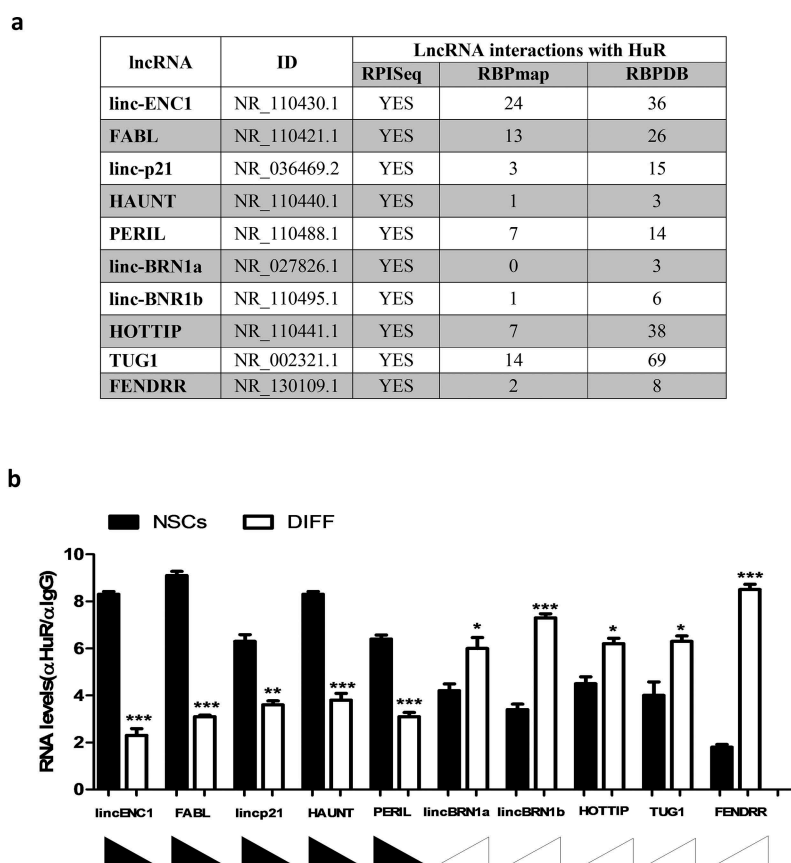 a
lncRNA ID LncRNA interactions with HuR
RPISeq RBPmap RBPDB
linc-ENC1 NR_110430.1 YES 24 36
FABL NR_110421.1 YES 13 26
linc-p21 NR_036469.2 YES 3 15
HAUNT NR_110440.1 YES 1 3
PERIL NR_110488.1 YES 7 14
linc-BRN1a NR_027826.1 YES 0 3
linc-BNR1b NR_110495.1 YES 1 6
HOTTIP NR_110441.1 YES 7 38
TUG1 NR_002321.1 YES 14 69
FENDRR NR_130109.1 YES 2 8
b
NSCs DIFF
RNA levels(αHuR/αIgG)
10
8
6
4
2
0
*** *** ** *** *** * *** * * ***
lincENC1 FABL lincp21 HAUNT PERIL lincBRN1a lincBRN1b HOTTIP TUG1 FENDRR